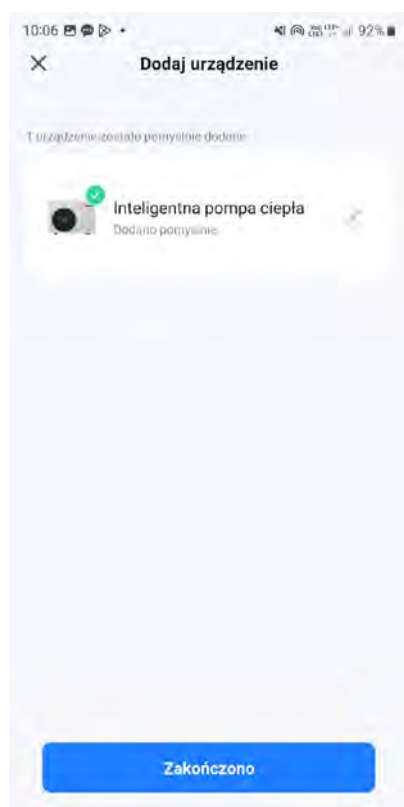 10:06 92%
Dodaj urządzenie
1 urządzenie zostało pomyślnie dodane
Inteligentna pompa ciepła
Dodano pomyślnie
Zakończono